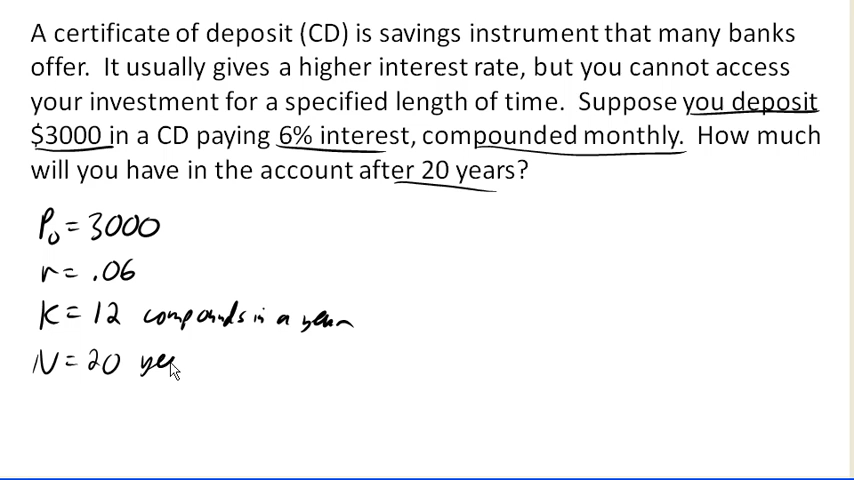 A certificate of deposit (CD) is savings instrument that many banks
offer. It usually gives a higher interest rate, but you cannot access
your investment for a specified length of time. Suppose you deposit
$3000 in a CD paying 6% interest, compounded monthly. How much
will you have in the account after 20 years?
P₀ = 3000
r = .06
K = 12 compounds in a year
N = 20 yea